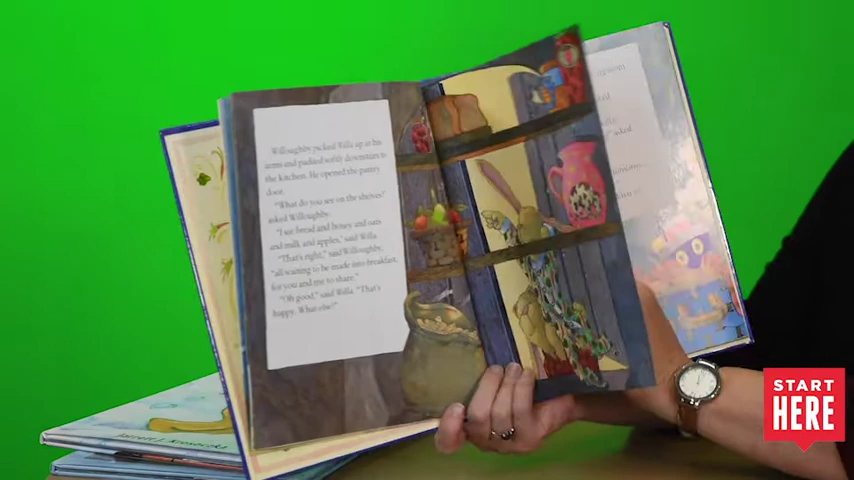 Willoughby picked Willa up in his
arms and padded softly downstairs to
the kitchen. He opened the pantry
door.
"What do you see on the shelves?"
asked Willoughby.
"I see bread and honey and oats
and milk and apples," said Willa.
"That's right," said Willoughby,
"all waiting to be made into breakfast,
for you and me to share."
"Oh good," said Willa. "That's
happy. What else?"
asked
Jarrett J. Krosoczka
START
HERE